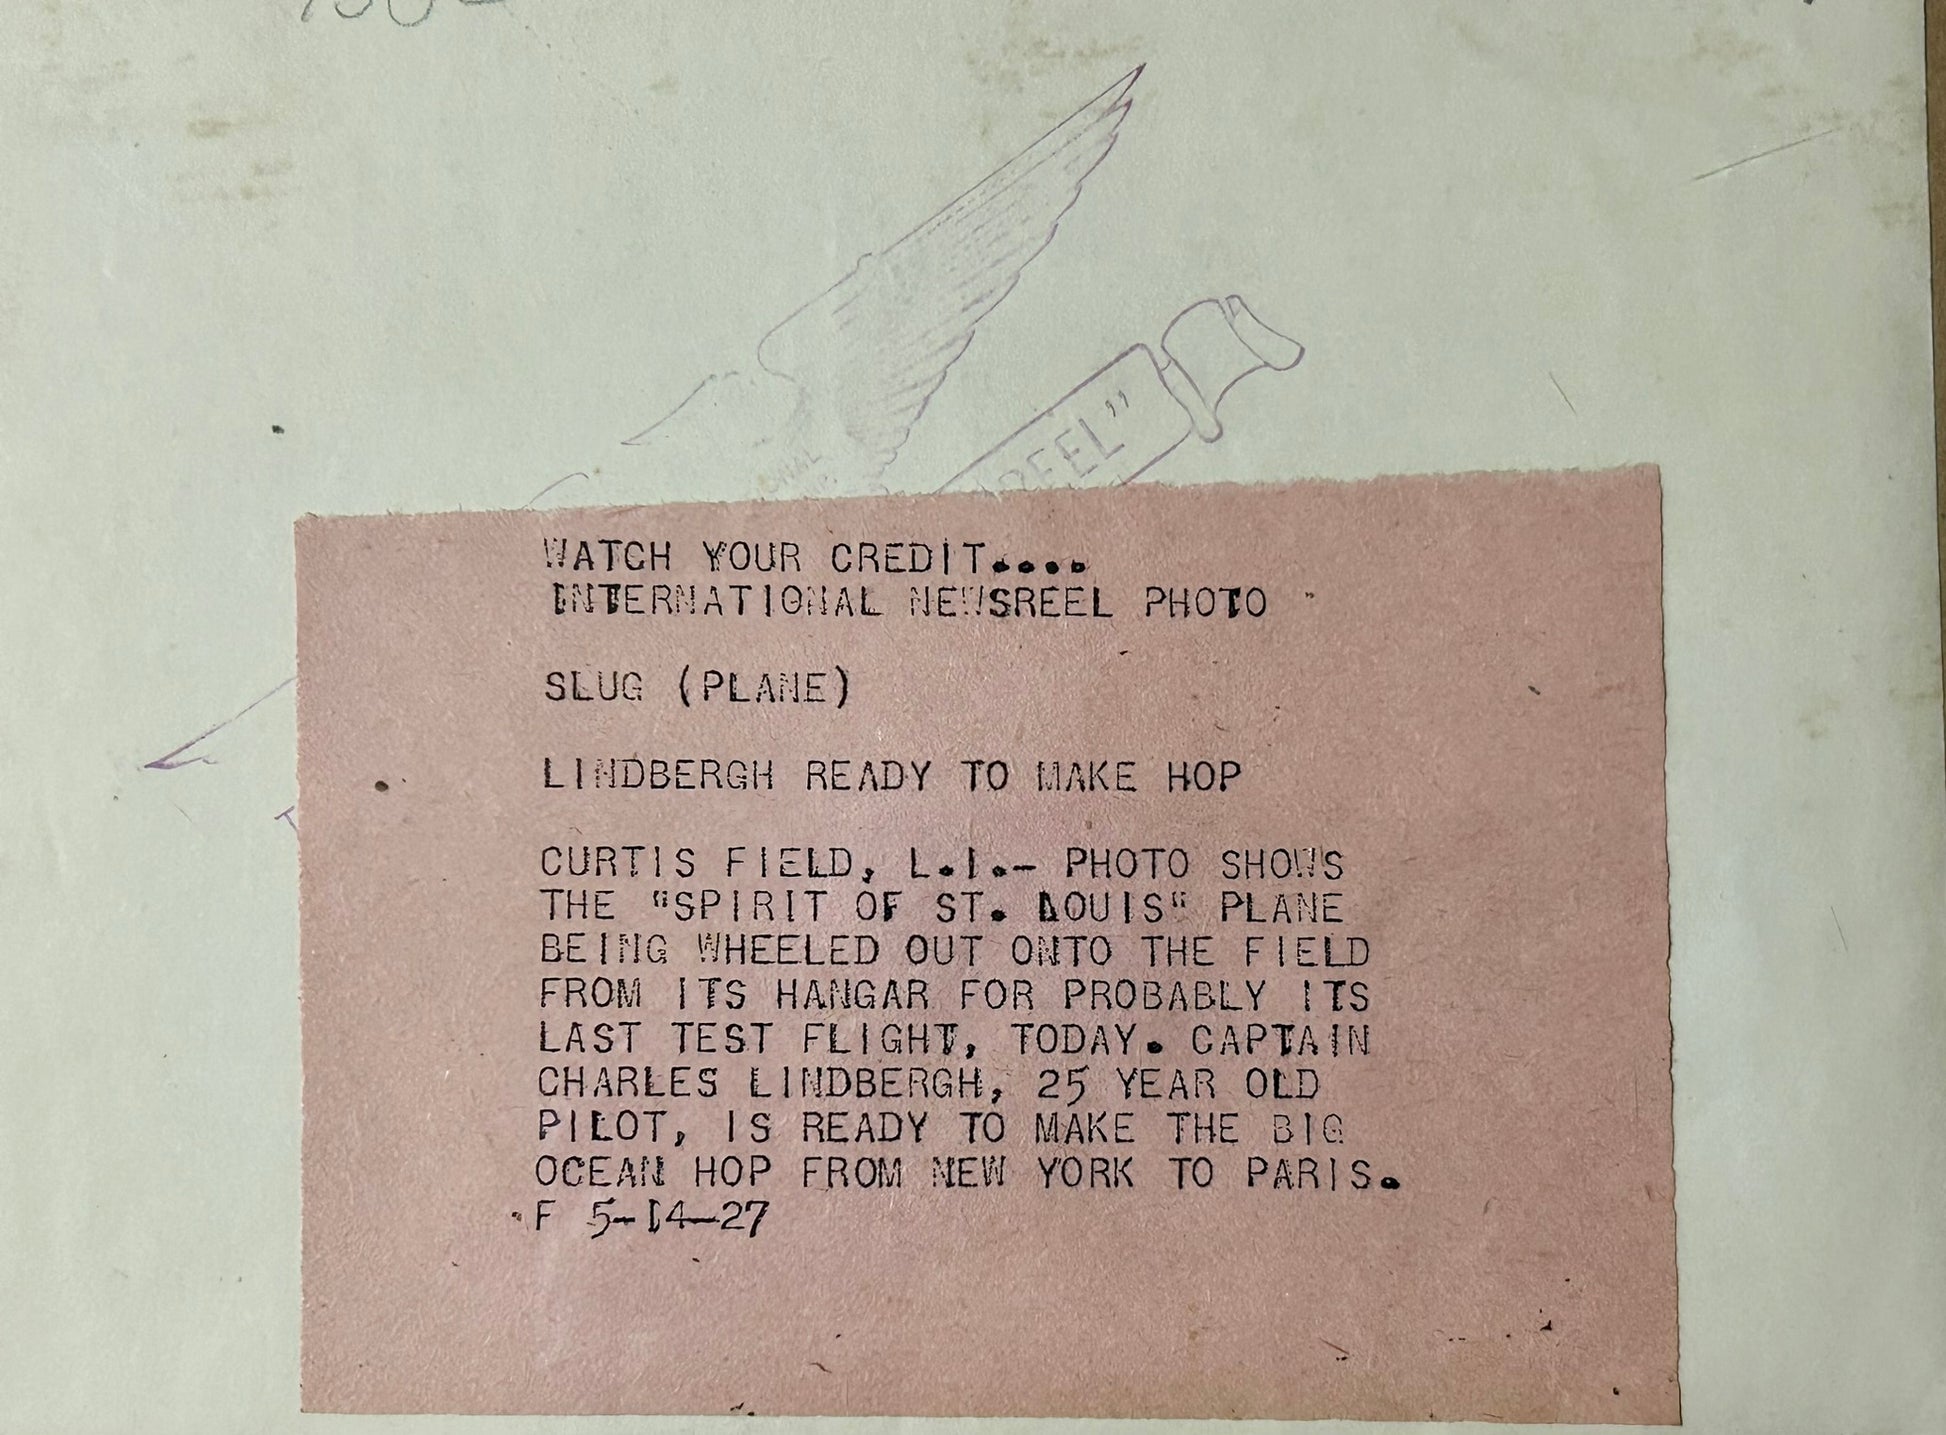 REEL"
WATCH YOUR CREDIT....
INTERNATIONAL NEWSREEL PHOTO
SLUG (PLANE)
LINDBERGH READY TO MAKE HOP
CURTIS FIELD, L.I.- PHOTO SHOWS
THE "SPIRIT OF ST. LOUIS" PLANE
BEING WHEELED OUT ONTO THE FIELD
FROM ITS HANGAR FOR PROBABLY ITS
LAST TEST FLIGHT, TODAY. CAPTAIN
CHARLES LINDBERGH, 25 YEAR OLD
PILOT, IS READY TO MAKE THE BIG
OCEAN HOP FROM NEW YORK TO PARIS.
F 5-14-27